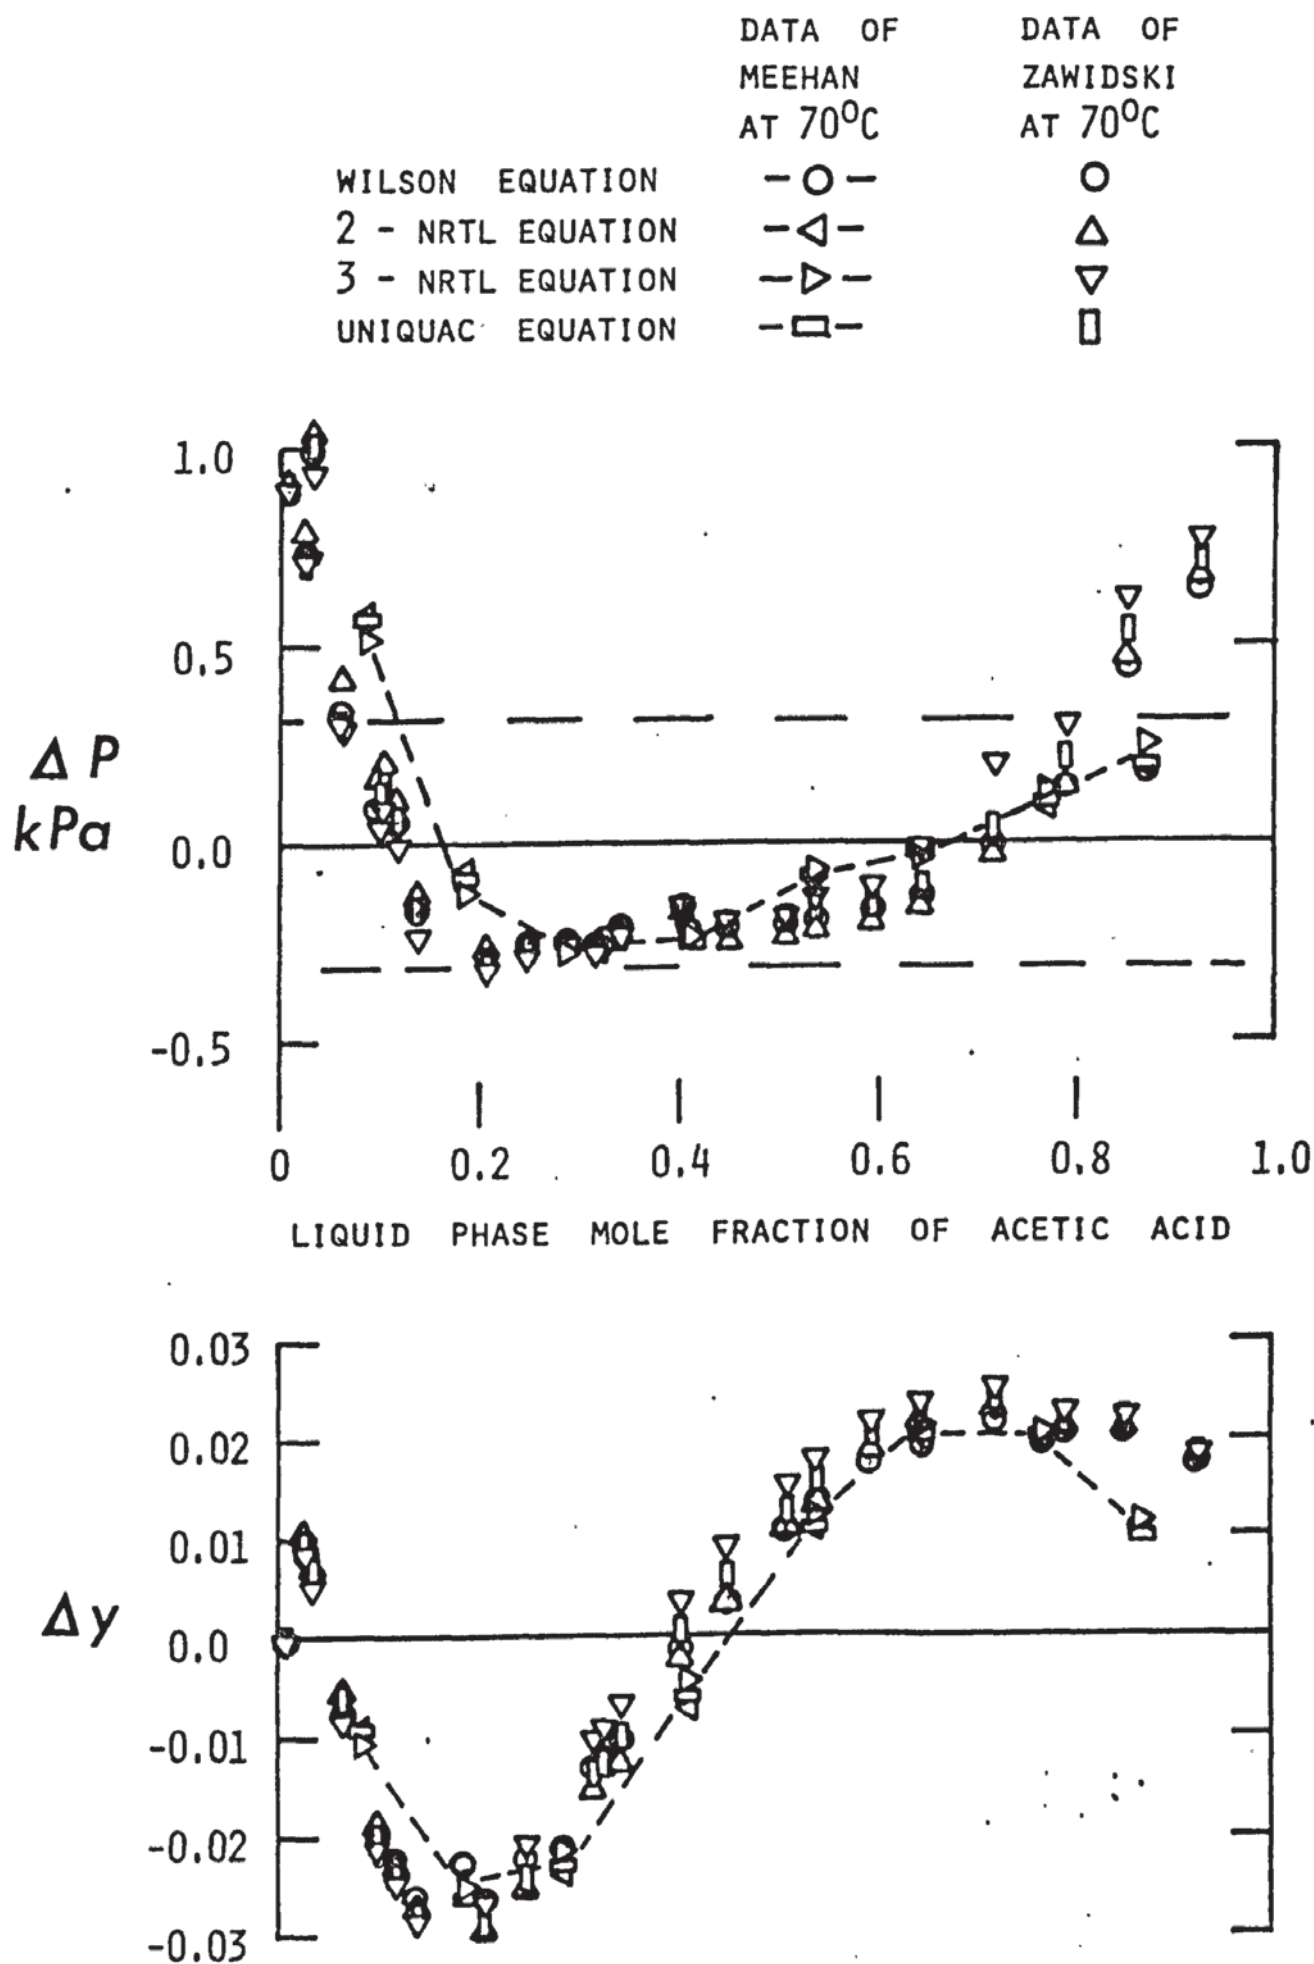 DATA OF DATA OF
MEEHAN ZAWIDSKI
AT 70⁰C AT 70⁰C
WILSON EQUATION
2 - NRTL EQUATION
3 - NRTL EQUATION
UNIQUAC EQUATION
1.0
0.5
Δ P
kPa
0.0
-0.5
0 0.2 0.4 0.6 0.8 1.0
LIQUID PHASE MOLE FRACTION OF ACETIC ACID
0.03
0.02
0.01
Δy
0.0
-0.01
-0.02
-0.03